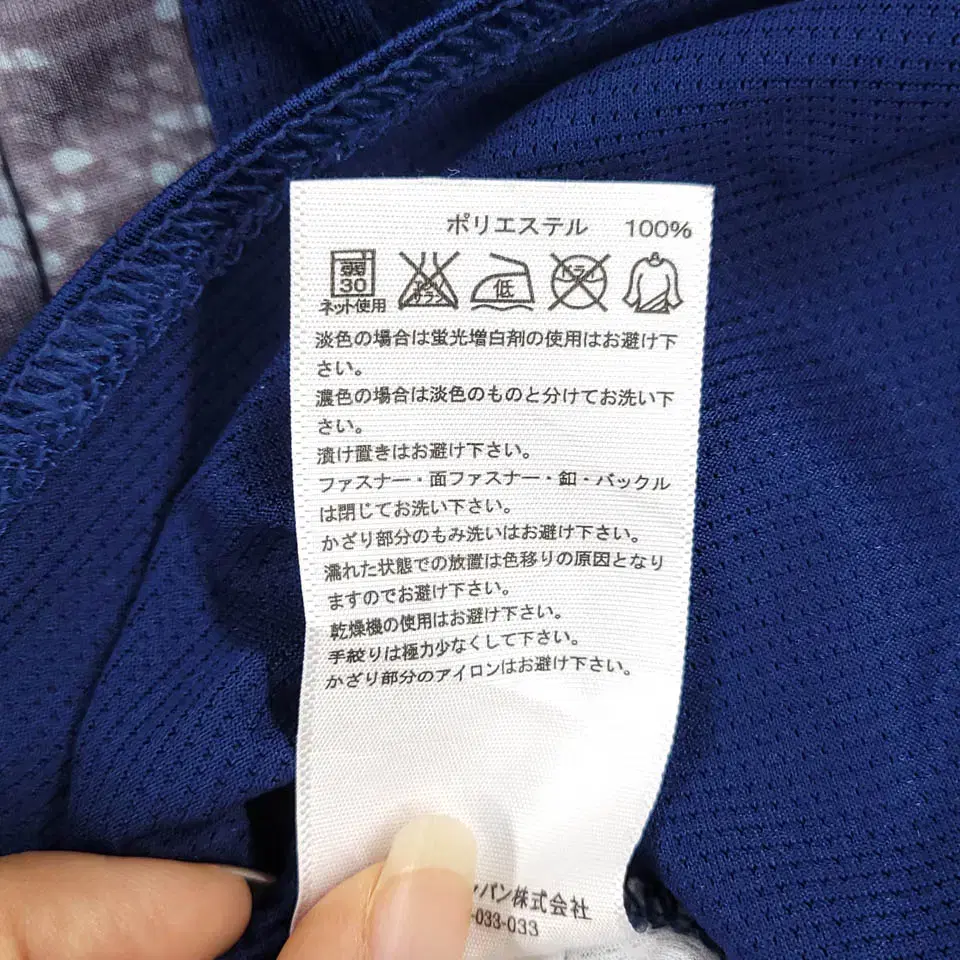 ポリエステル 100%
弱
30
ネット使用
エンソ
サラシ
低
ドライ
淡色の場合は蛍光増白剤の使用はお避け下
さい。
濃色の場合は淡色のものと分けてお洗い下
さい。
漬け置きはお避け下さい。
ファスナー・面ファスナー・釦・バックル
は閉じてお洗い下さい。
かざり部分のもみ洗いはお避け下さい。
濡れた状態での放置は色移りの原因となり
ますのでお避け下さい。
乾燥機の使用はお避け下さい。
手絞りは極力少なくして下さい。
かざり部分のアイロンはお避け下さい。
パン株式会社
-033-033